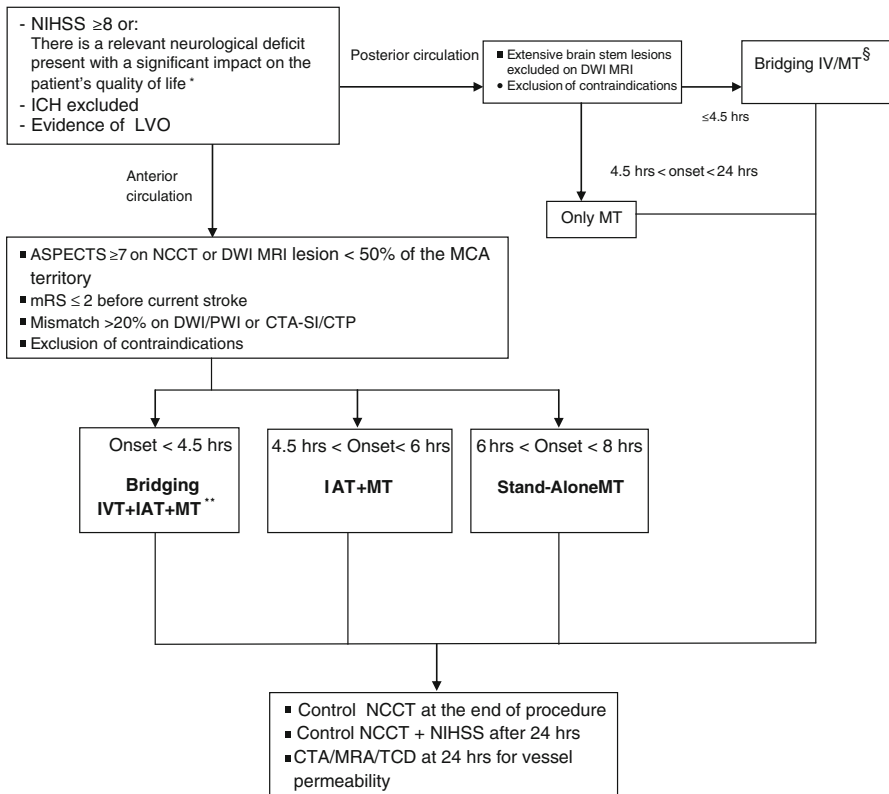 - NIHSS ≥8 or:
There is a relevant neurological deficit
present with a significant impact on the
patient's quality of life *
- ICH excluded
- Evidence of LVO
Posterior circulation
■ Extensive brain stem lesions
excluded on DWI MRI
• Exclusion of contraindications
Bridging IV/MT§
≤4.5 hrs
4.5 hrs < onset < 24 hrs
Only MT
Anterior
circulation
■ ASPECTS ≥7 on NCCT or DWI MRI lesion < 50% of the MCA
territory
■ mRS ≤ 2 before current stroke
■ Mismatch >20% on DWI/PWI or CTA-SI/CTP
■ Exclusion of contraindications
Onset < 4.5 hrs
Bridging
IVT+IAT+MT **
4.5 hrs < Onset< 6 hrs
IAT+MT
6 hrs < Onset < 8 hrs
Stand-AloneMT
■ Control NCCT at the end of procedure
■ Control NCCT + NIHSS after 24 hrs
■ CTA/MRA/TCD at 24 hrs for vessel
permeability